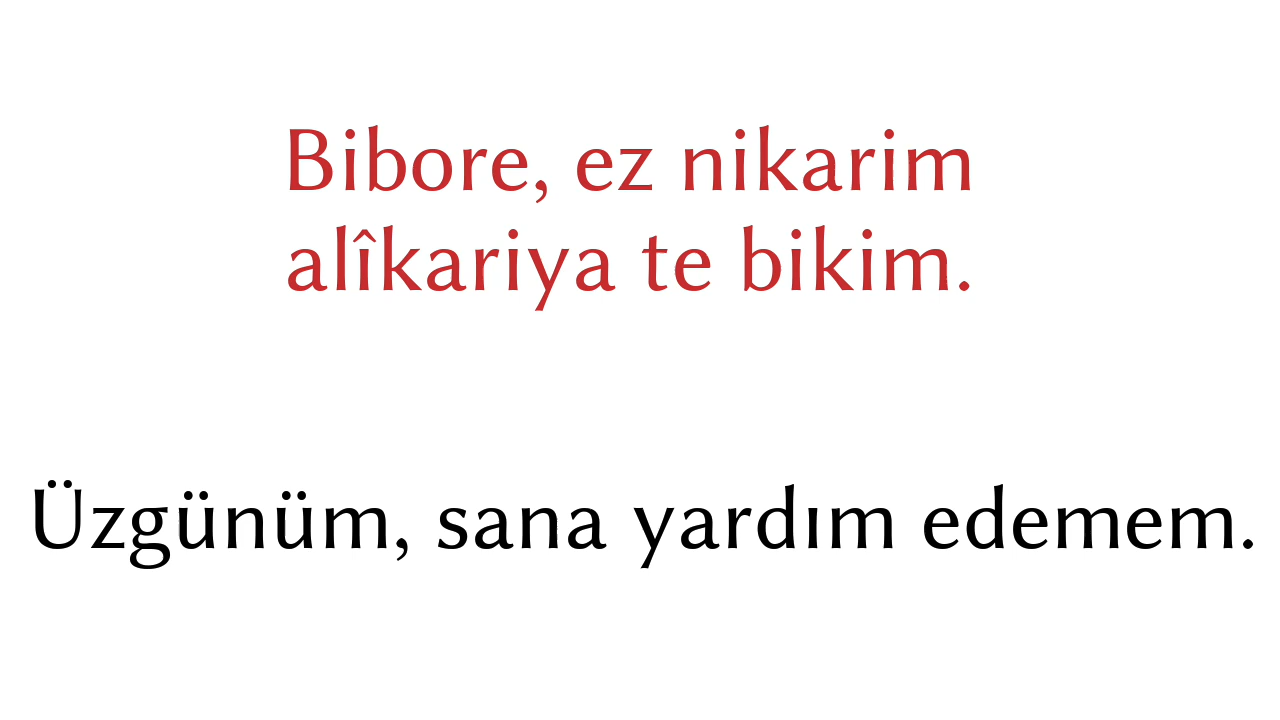 Bibore, ez nikarim
alîkariya te bikim.
Üzgünüm, sana yardım edemem.